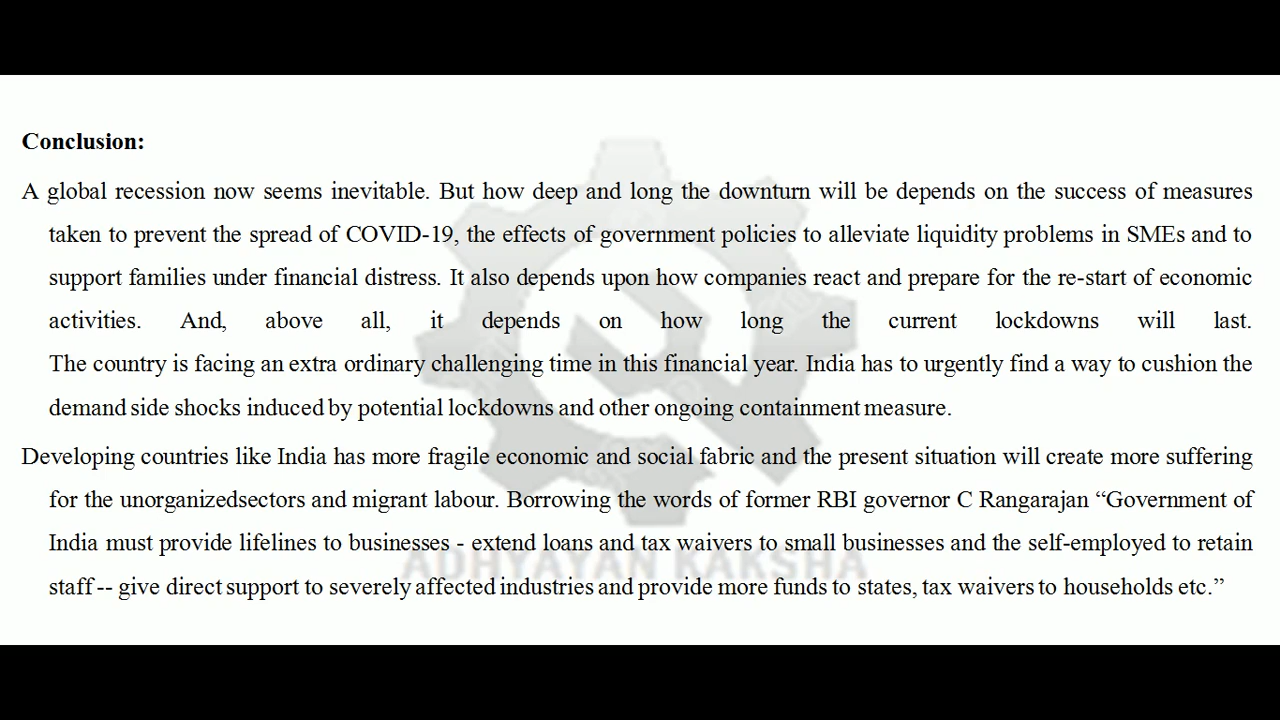 Conclusion:
A global recession now seems inevitable. But how deep and long the downturn will be depends on the success of measures
taken to prevent the spread of COVID-19, the effects of government policies to alleviate liquidity problems in SMEs and to
support families under financial distress. It also depends upon how companies react and prepare for the re-start of economic
activities. And, above all, it depends on how long the current lockdowns will last.
The country is facing an extra ordinary challenging time in this financial year. India has to urgently find a way to cushion the
demand side shocks induced by potential lockdowns and other ongoing containment measure.
Developing countries like India has more fragile economic and social fabric and the present situation will create more suffering
for the unorganizedsectors and migrant labour. Borrowing the words of former RBI governor C Rangarajan “Government of
India must provide lifelines to businesses - extend loans and tax waivers to small businesses and the self-employed to retain
staff -- give direct support to severely affected industries and provide more funds to states, tax waivers to households etc.”
ADHYAYAN KAKSHA